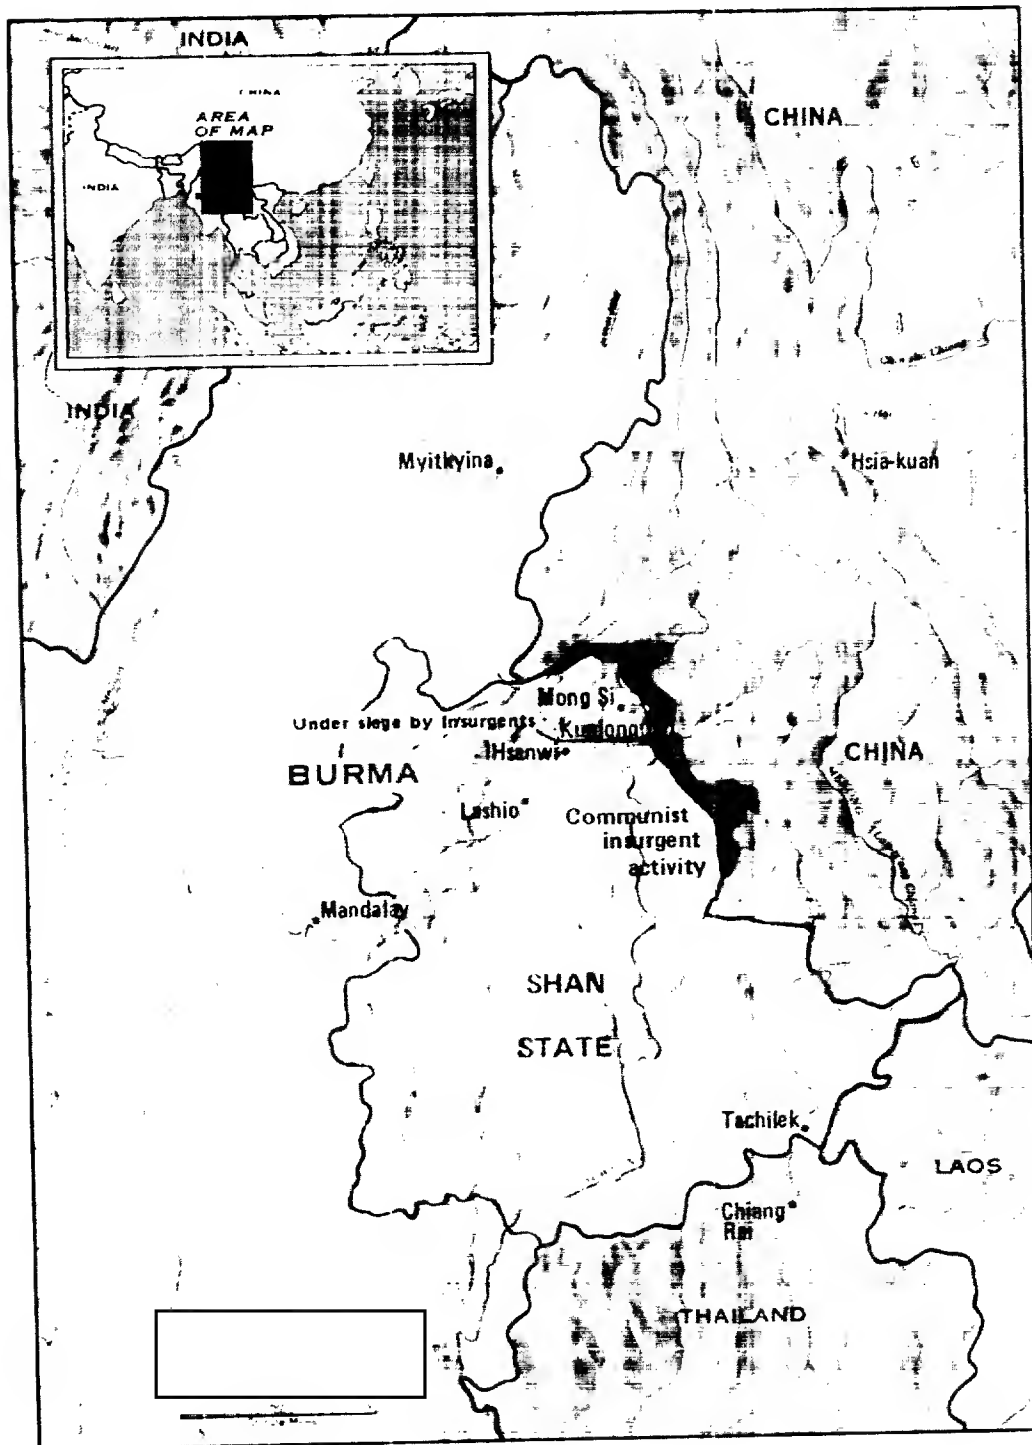 INDIA
CHINA
AREA
OF MAP
INDIA
CHINA
INDIA
Myitkyina
Hsia-kuan
Mong Si
Under siege by Insurgents
Hsenwi
CHINA
BURMA
Lashio
Communist
insurgent
activity
Mandalay
SHAN
STATE
Tachilek
LAOS
Chiang
Rai
THAILAND